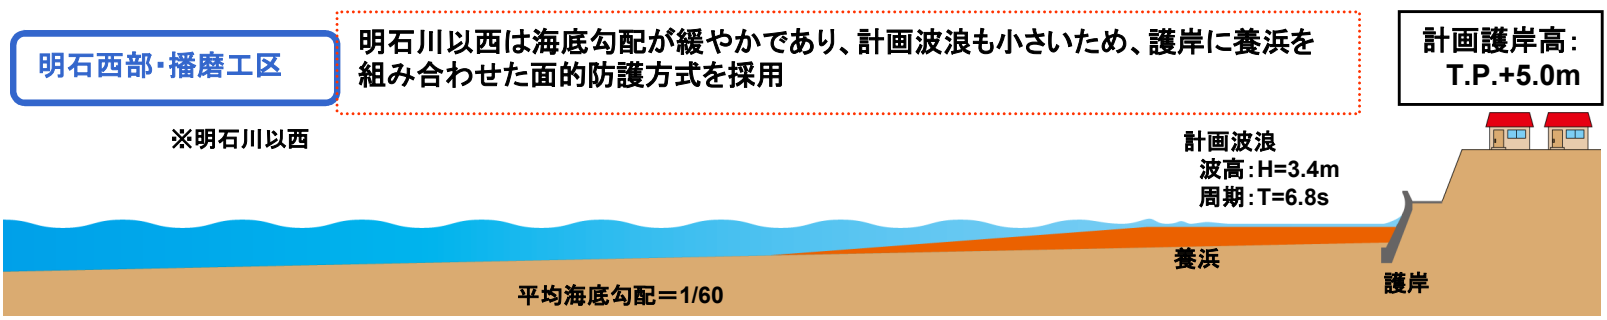 明石西部・播磨工区
明石川以西は海底勾配が緩やかであり、計画波浪も小さいため、護岸に養浜を
組み合わせた面的防護方式を採用
計画護岸高：
T.P.+5.0m
※明石川以西
計画波浪
波高：H=3.4m
周期：T=6.8s
養浜
護岸
平均海底勾配＝1/60